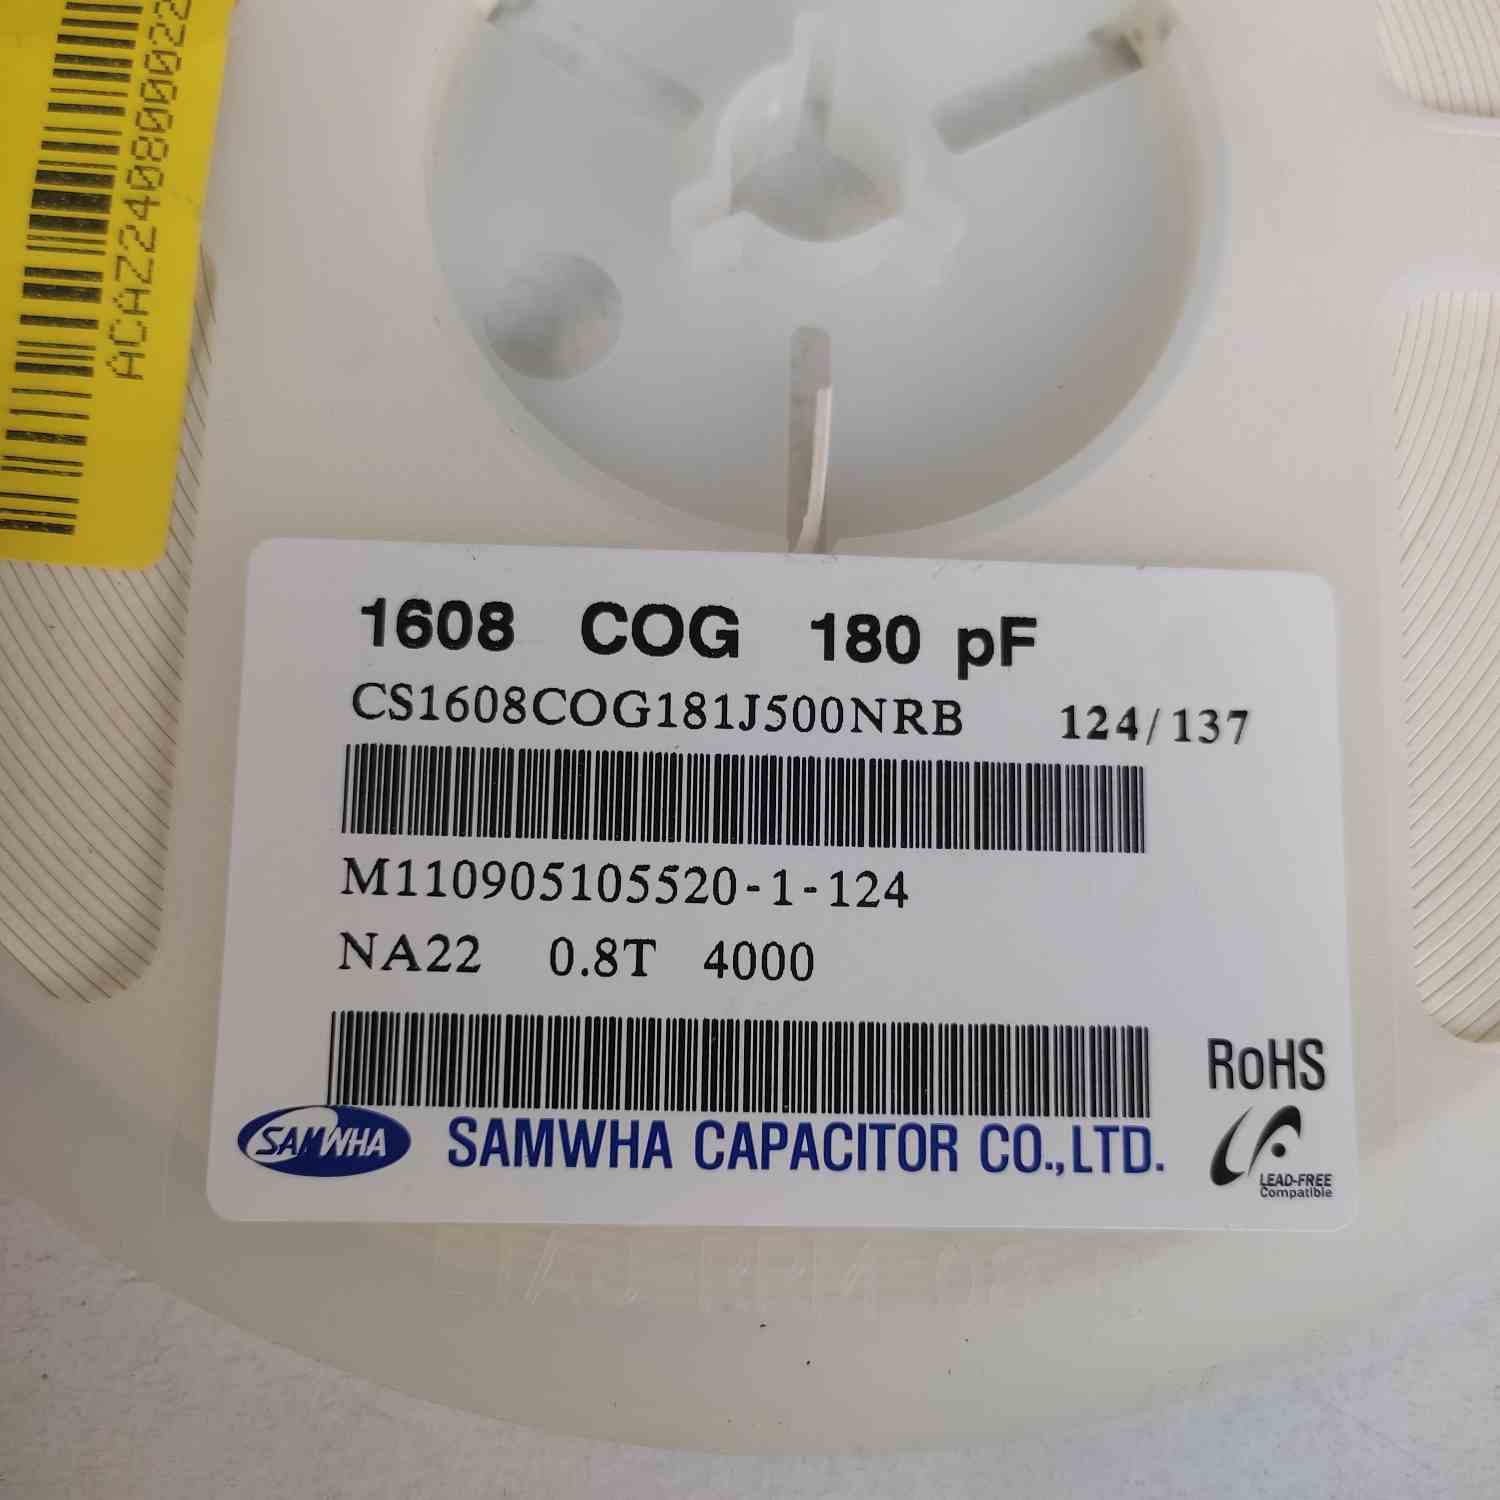 ACAZ240800022
1608 COG 180 pF
CS1608COG181J500NRB 124/137
M110905105520-1-124
NA22 0.8T 4000
RoHS
SAMWHA SAMWHA CAPACITOR CO.,LTD.
LEAD-FREE
Compatible